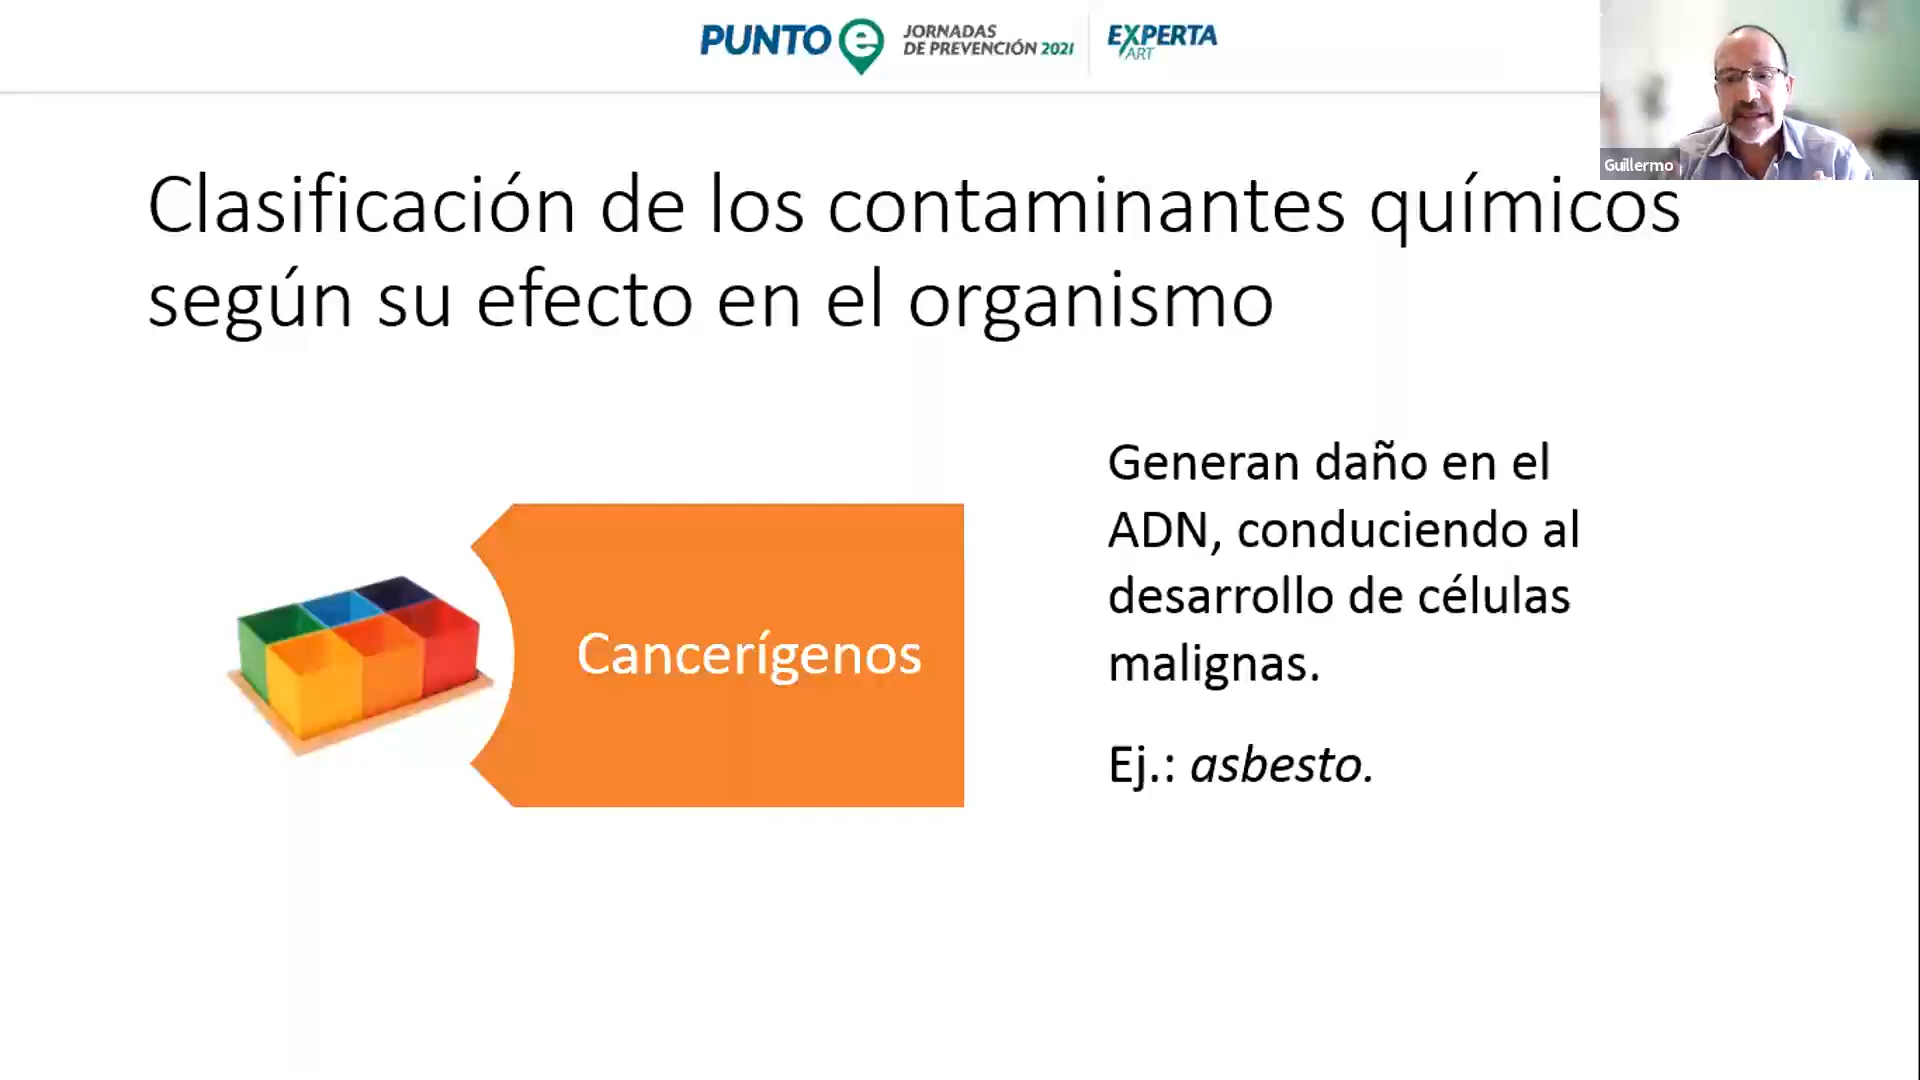 PUNTO e JORNADAS DE PREVENCIÓN 2021 EXPERTA ART
Guillermo
Clasificación de los contaminantes químicos
según su efecto en el organismo
Cancerígenos
Generan daño en el
ADN, conduciendo al
desarrollo de células
malignas.
Ej.: asbesto.